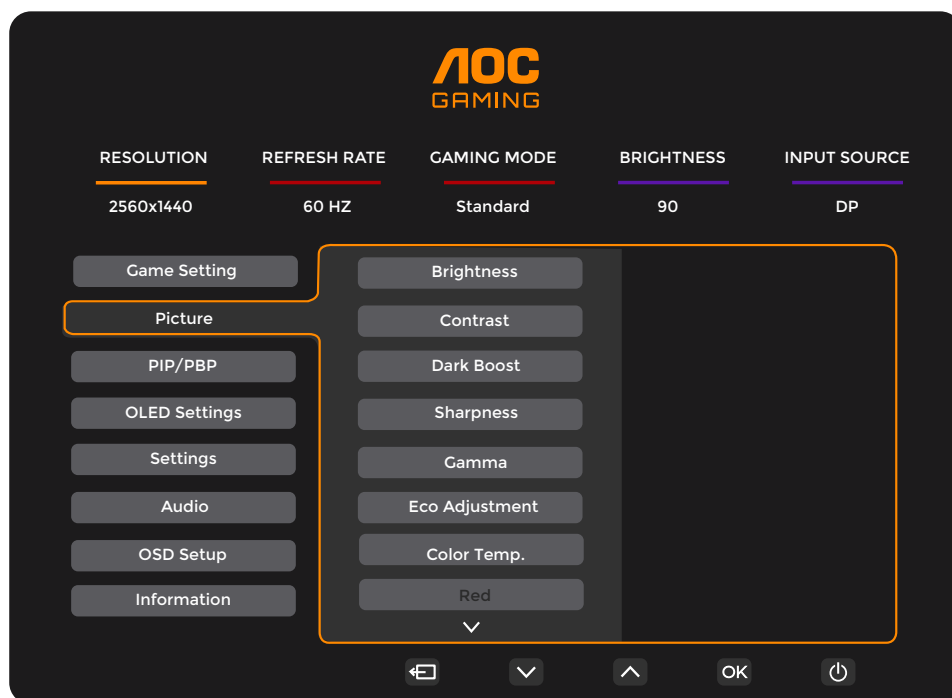 AOC
GAMING
RESOLUTION REFRESH RATE GAMING MODE BRIGHTNESS INPUT SOURCE
2560x1440 60 HZ Standard 90 DP
Game Setting
Picture
PIP/PBP
OLED Settings
Settings
Audio
OSD Setup
Information
Brightness
Contrast
Dark Boost
Sharpness
Gamma
Eco Adjustment
Color Temp.
Red
OK